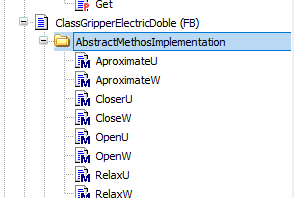 Get
ClassGripperElectricDoble (FB)
AbstractMethosImplementation
AproximateU
AproximateW
CloserU
CloseW
OpenU
OpenW
RelaxU
RelaxW